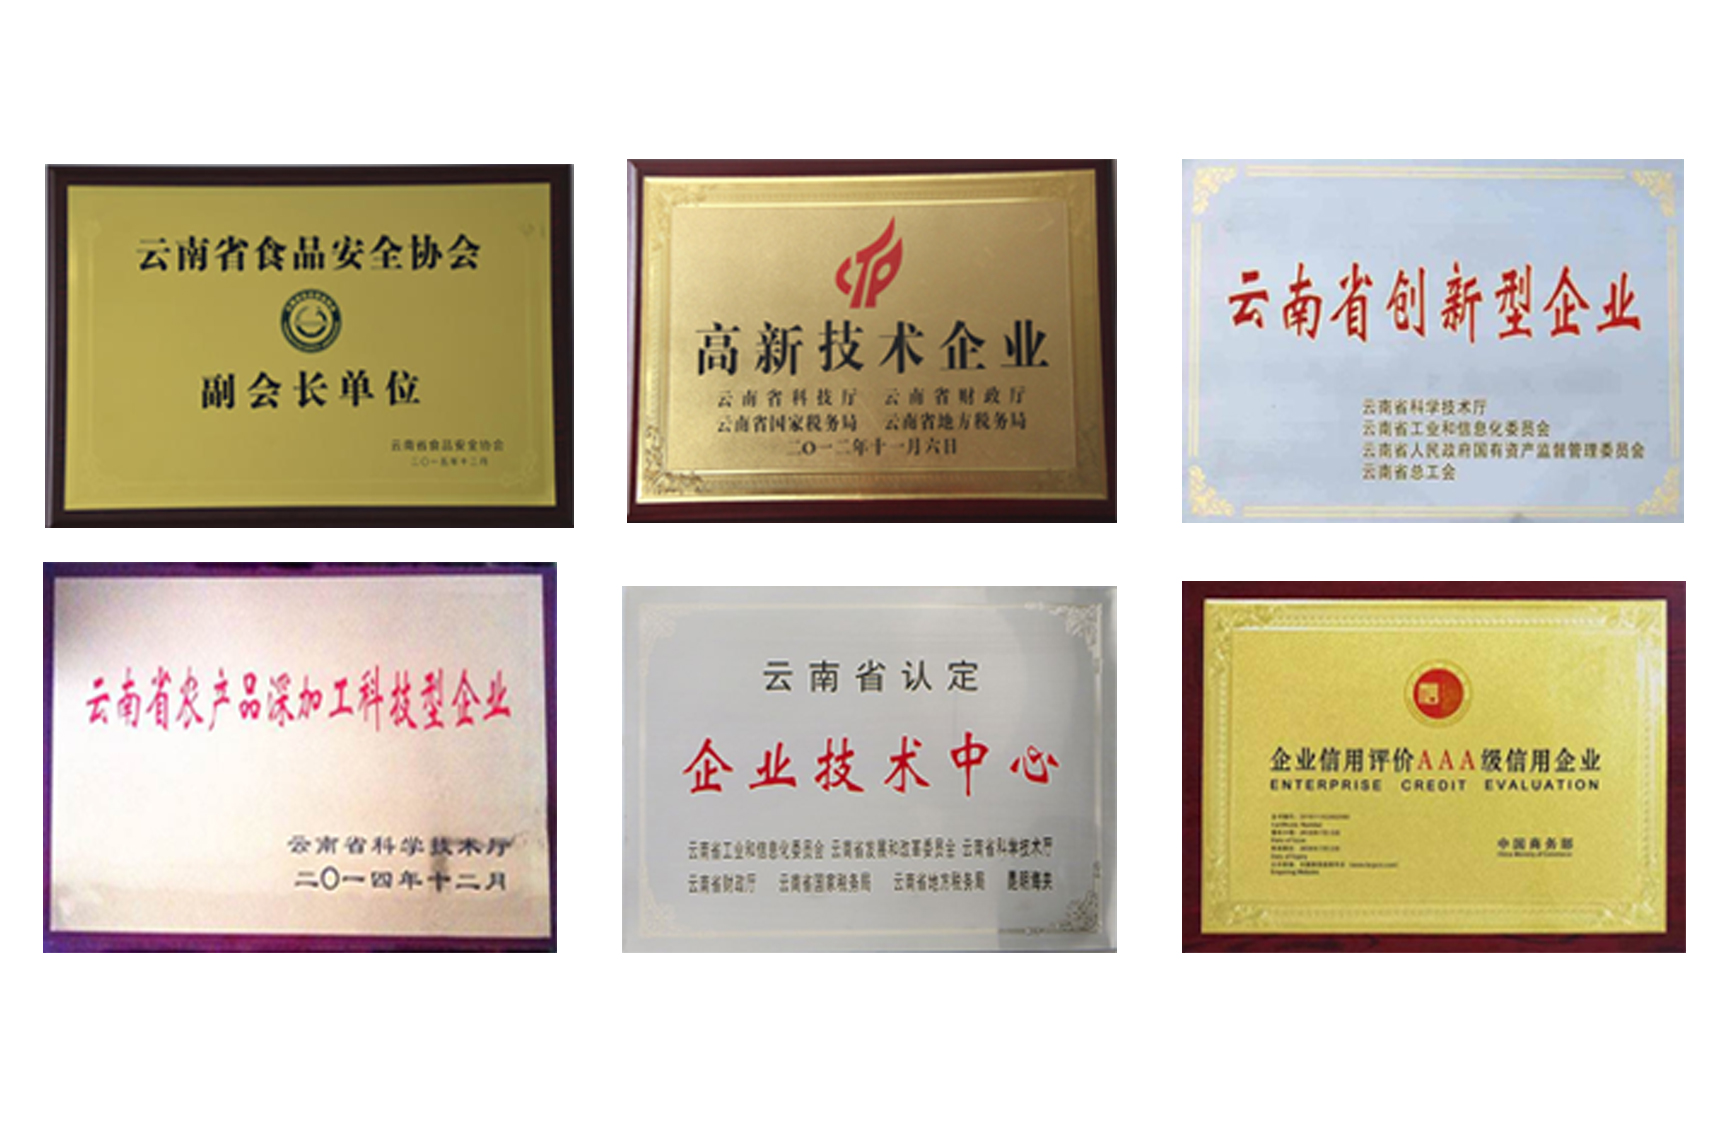 云南省食品安全协会
副会长单位
云南省食品安全协会
二〇一五年十二月
高新技术企业
云南省科技厅 云南省财政厅
云南省国家税务局 云南省地方税务局
二〇一二年十一月六日
云南省创新型企业
云南省科学技术厅
云南省工业和信息化委员会
云南省人民政府国有资产监督管理委员会
云南省总工会
云南省农产品深加工科技型企业
云南省科学技术厅
二〇一四年十二月
云南省认定
企业技术中心
云南省工业和信息化委员会 云南省发展和改革委员会 云南省科学技术厅
云南省财政厅 云南省国家税务局 云南省地方税务局 昆明海关
企业信用评价AAA级信用企业
ENTERPRISE CREDIT EVALUATION
中国商务部